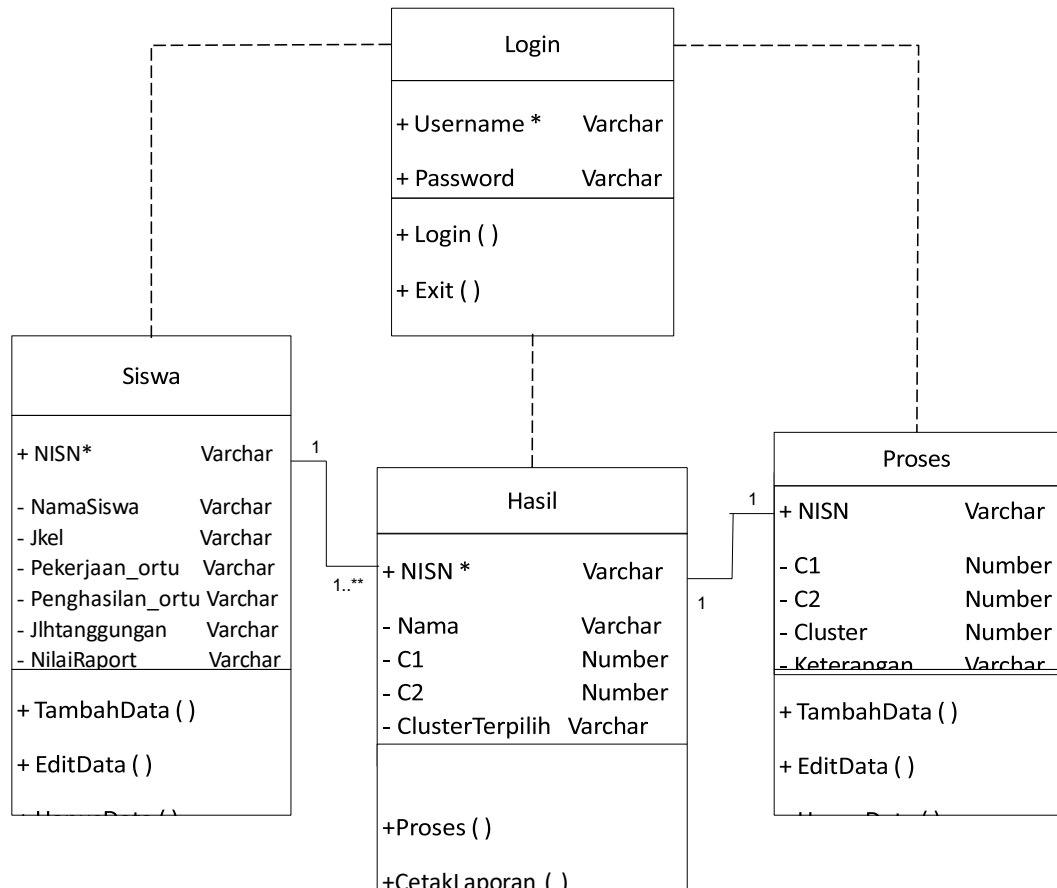 Login
+ Username * Varchar
+ Password Varchar
+ Login ( )
+ Exit ( )
Siswa
+ NISN* Varchar
- NamaSiswa Varchar
- Jkel Varchar
- Pekerjaan_ortu Varchar
- Penghasilan_ortu Varchar
- Jlhtanggungan Varchar
- NilaiRaport Varchar
+ TambahData ( )
+ EditData ( )
1
1..**
Hasil
+ NISN * Varchar
- Nama Varchar
- C1 Number
- C2 Number
- ClusterTerpilih Varchar
+Proses ( )
+CetakLaporan ( )
1
1
Proses
+ NISN Varchar
- C1 Number
- C2 Number
- Cluster Number
- Keterangan Varchar
+ TambahData ( )
+ EditData ( )